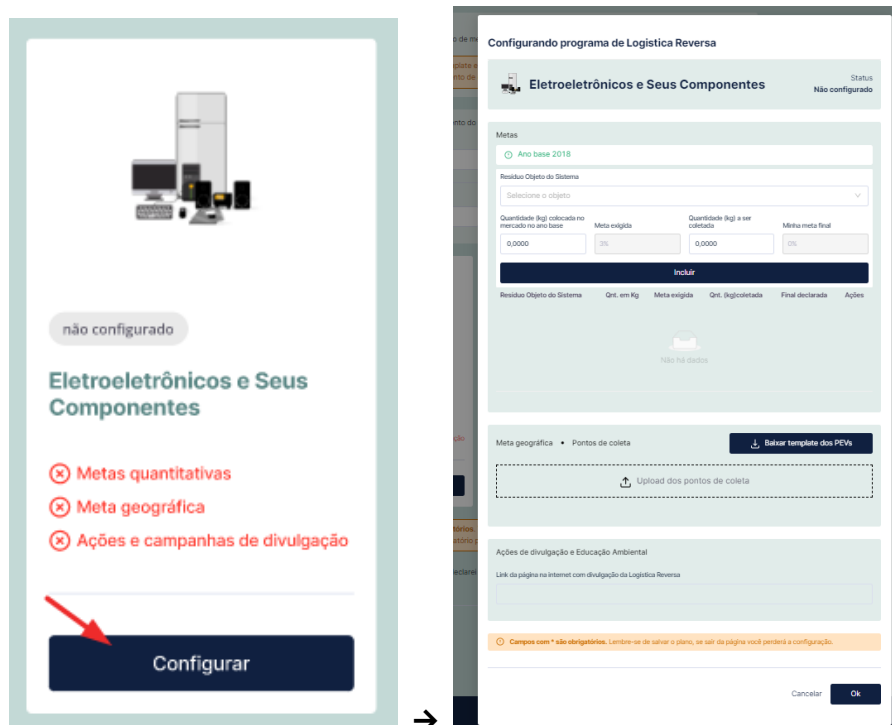 não configurado
Eletroeletrônicos e Seus
Componentes
Metas quantitativas
Meta geográfica
Ações e campanhas de divulgação
Configurar
→
Configurando programa de Logistica Reversa
Eletroeletrônicos e Seus Componentes
Status
Não configurado
Metas
Ano base 2018
Resíduo Objeto do Sistema
Selecione o objeto
Quantidade (kg) colocada no
mercado no ano base
Meta exigida
Quantidade (kg) a ser
coletada
Minha meta final
0,0000
3%
0,0000
0%
Incluir
Resíduo Objeto do Sistema Qnt. em Kg Meta exigida Qnt. (kg)coletada Final declarada Ações
Não há dados
Meta geográfica • Pontos de coleta
Baixar template dos PEVs
Upload dos pontos de coleta
Ações de divulgação e Educação Ambiental
Link da página na internet com divulgação da Logistica Reversa
Campos com * são obrigatórios. Lembre-se de salvar o plano, se sair da página você perderá a configuração.
Cancelar
Ok